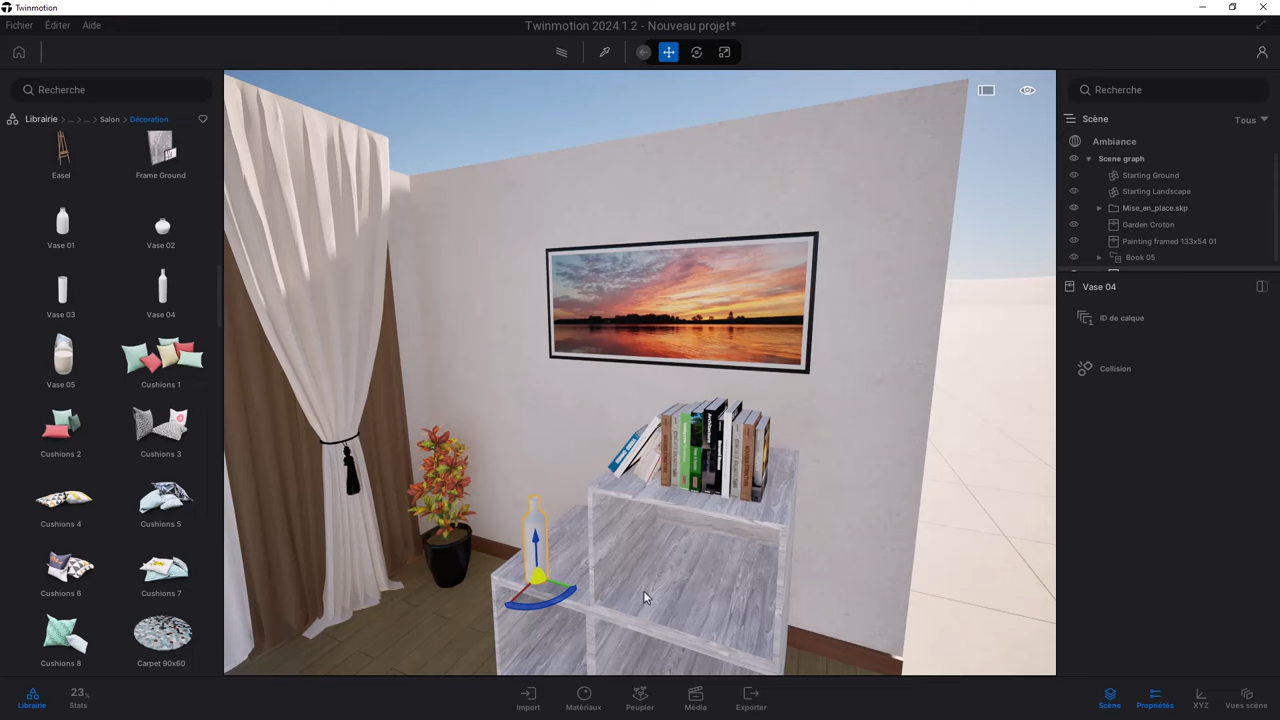 Twinmotion
Fichier Éditer Aide
Twinmotion 2024.1.2 - Nouveau projet*
Recherche
Librairie > ... > ... > Salon > Décoration
Easel
Frame Ground
Vase 01
Vase 02
Vase 03
Vase 04
Vase 05
Cushions 1
Cushions 2
Cushions 3
Cushions 4
Cushions 5
Cushions 6
Cushions 7
Cushions 8
Carpet 90x60
Recherche
Scène
Tous
Ambiance
Scene graph
Starting Ground
Starting Landscape
Mise_en_place.skp
Garden Croton
Painting framed 133x54 01
Book 05
Vase 04
ID de calque
Collision
Librairie
23%
Stats
Import
Matériaux
Peupler
Média
Exporter
Scène
Propriétés
XYZ
Vues scène